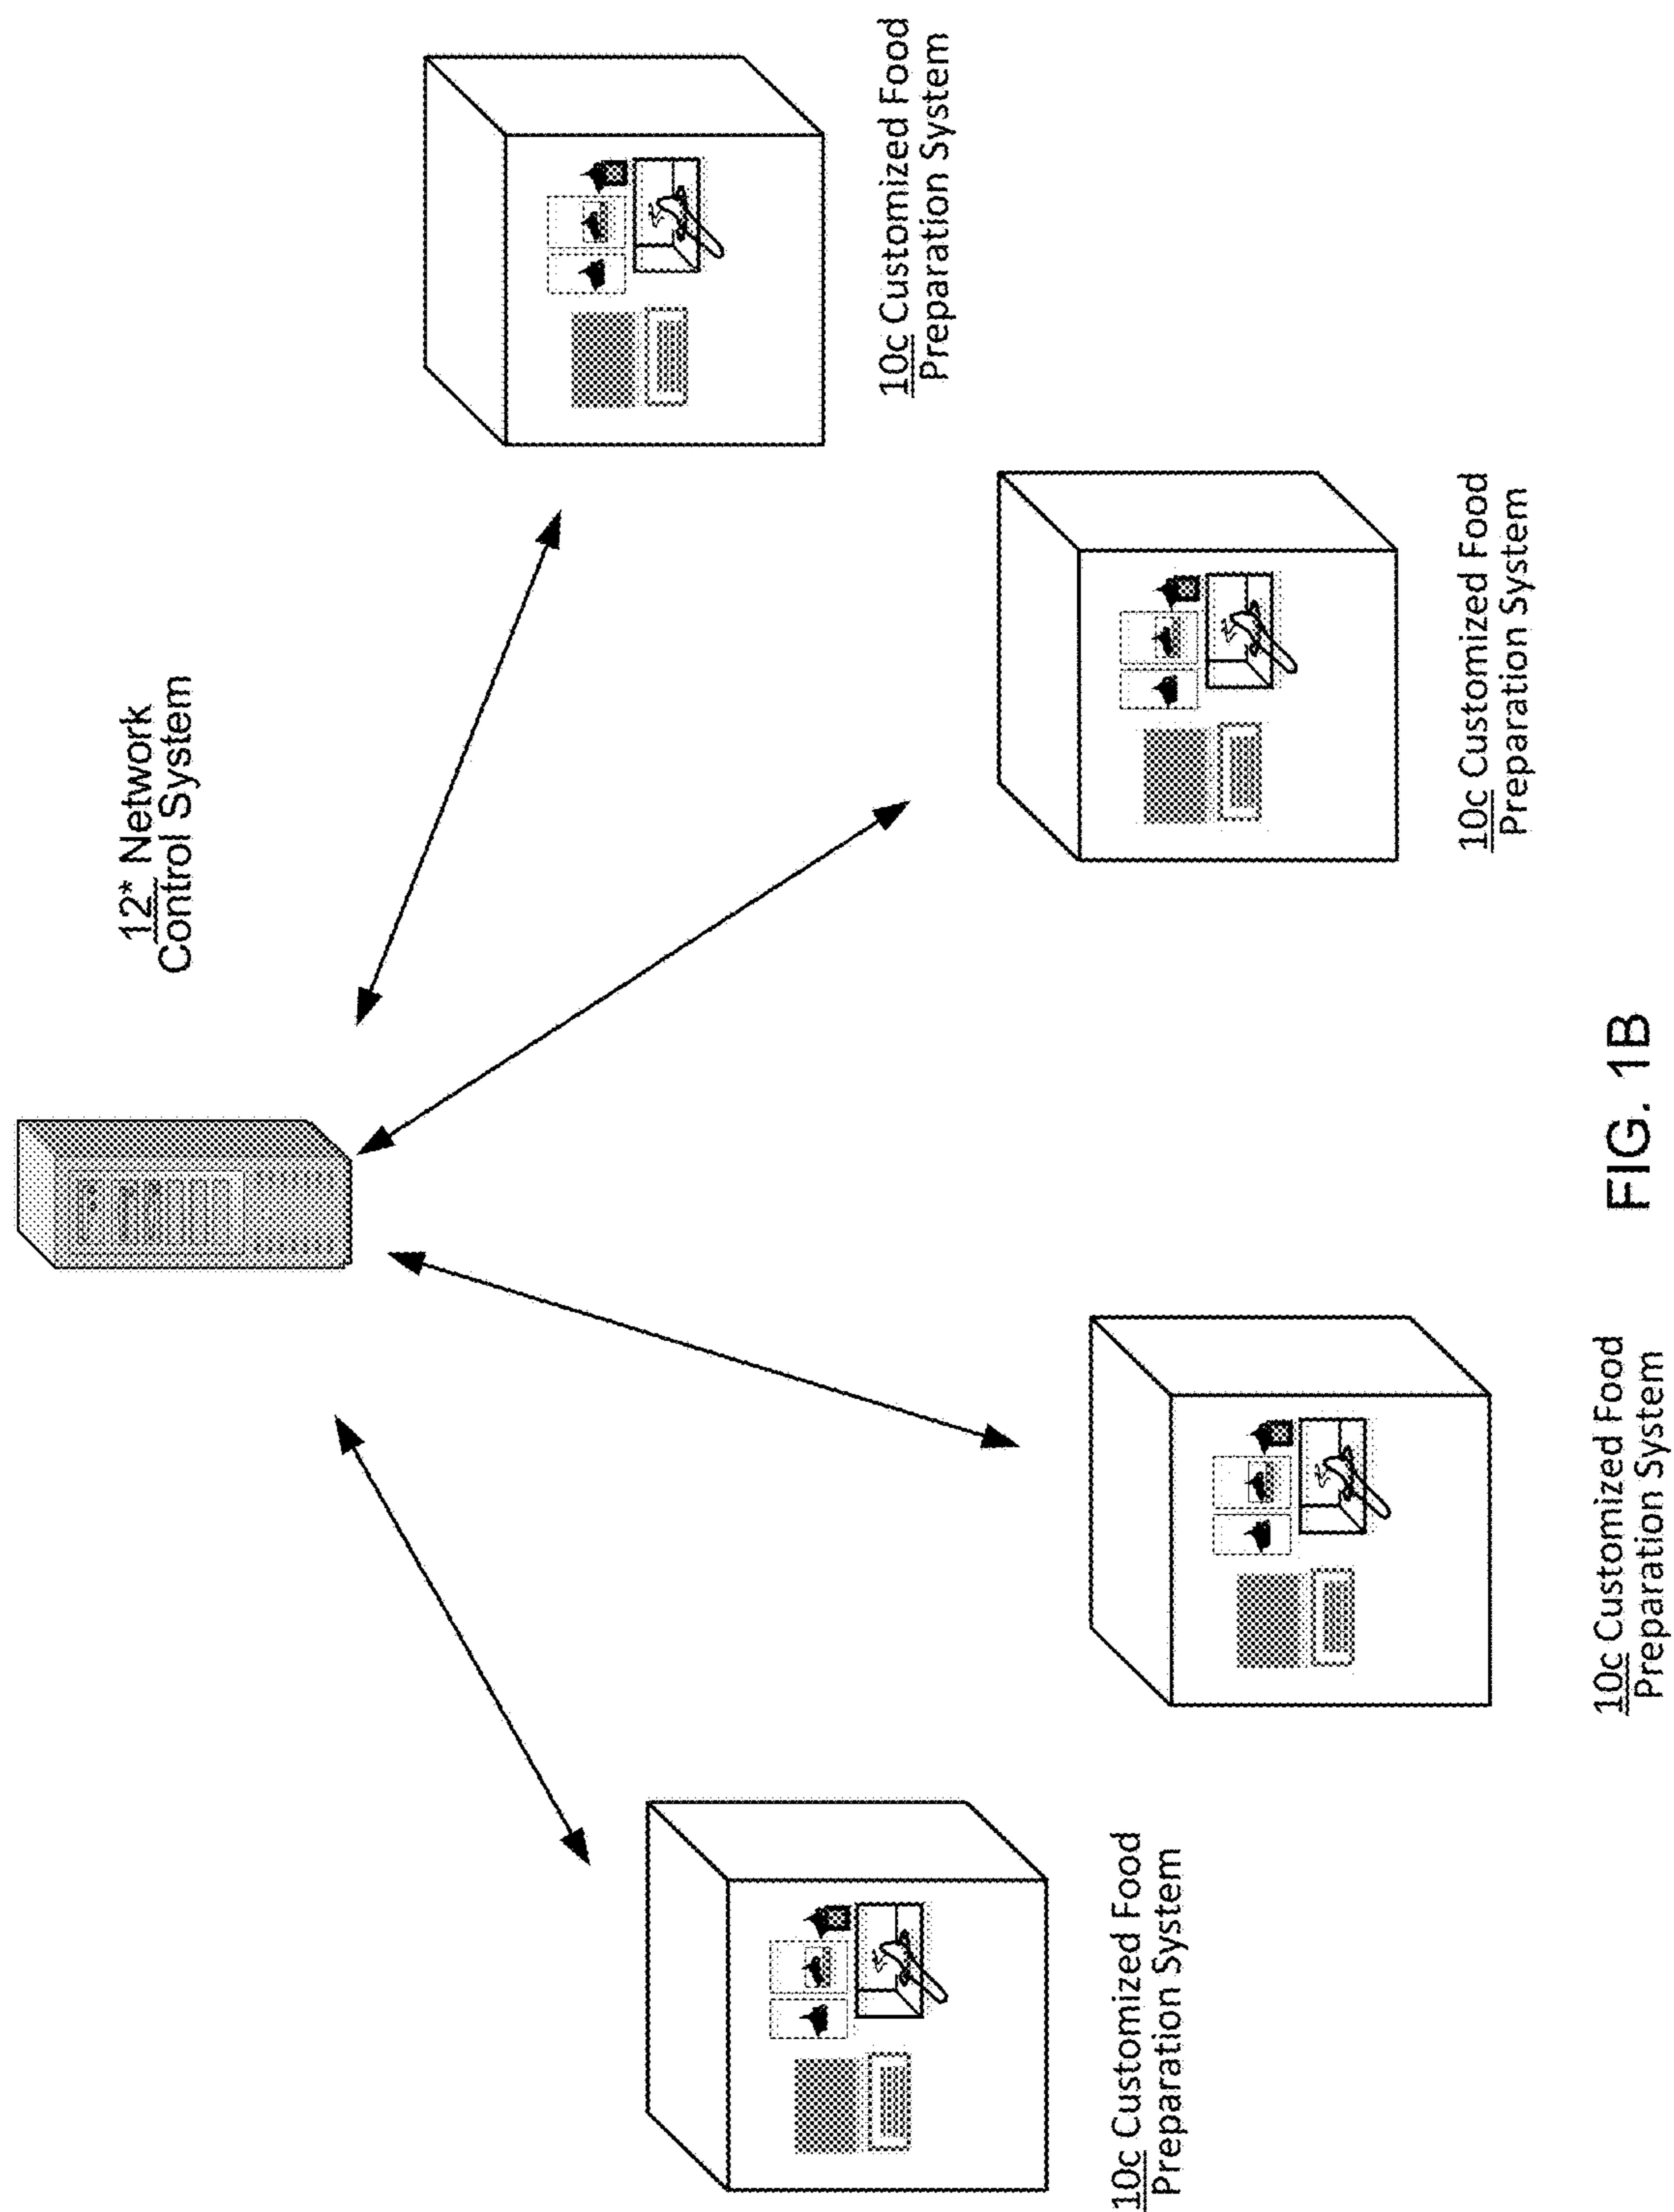 12* Network
Control System
10c Customized Food
Preparation System
10c Customized Food
Preparation System
10c Customized Food
Preparation System
10c Customized Food
Preparation System
FIG. 1B